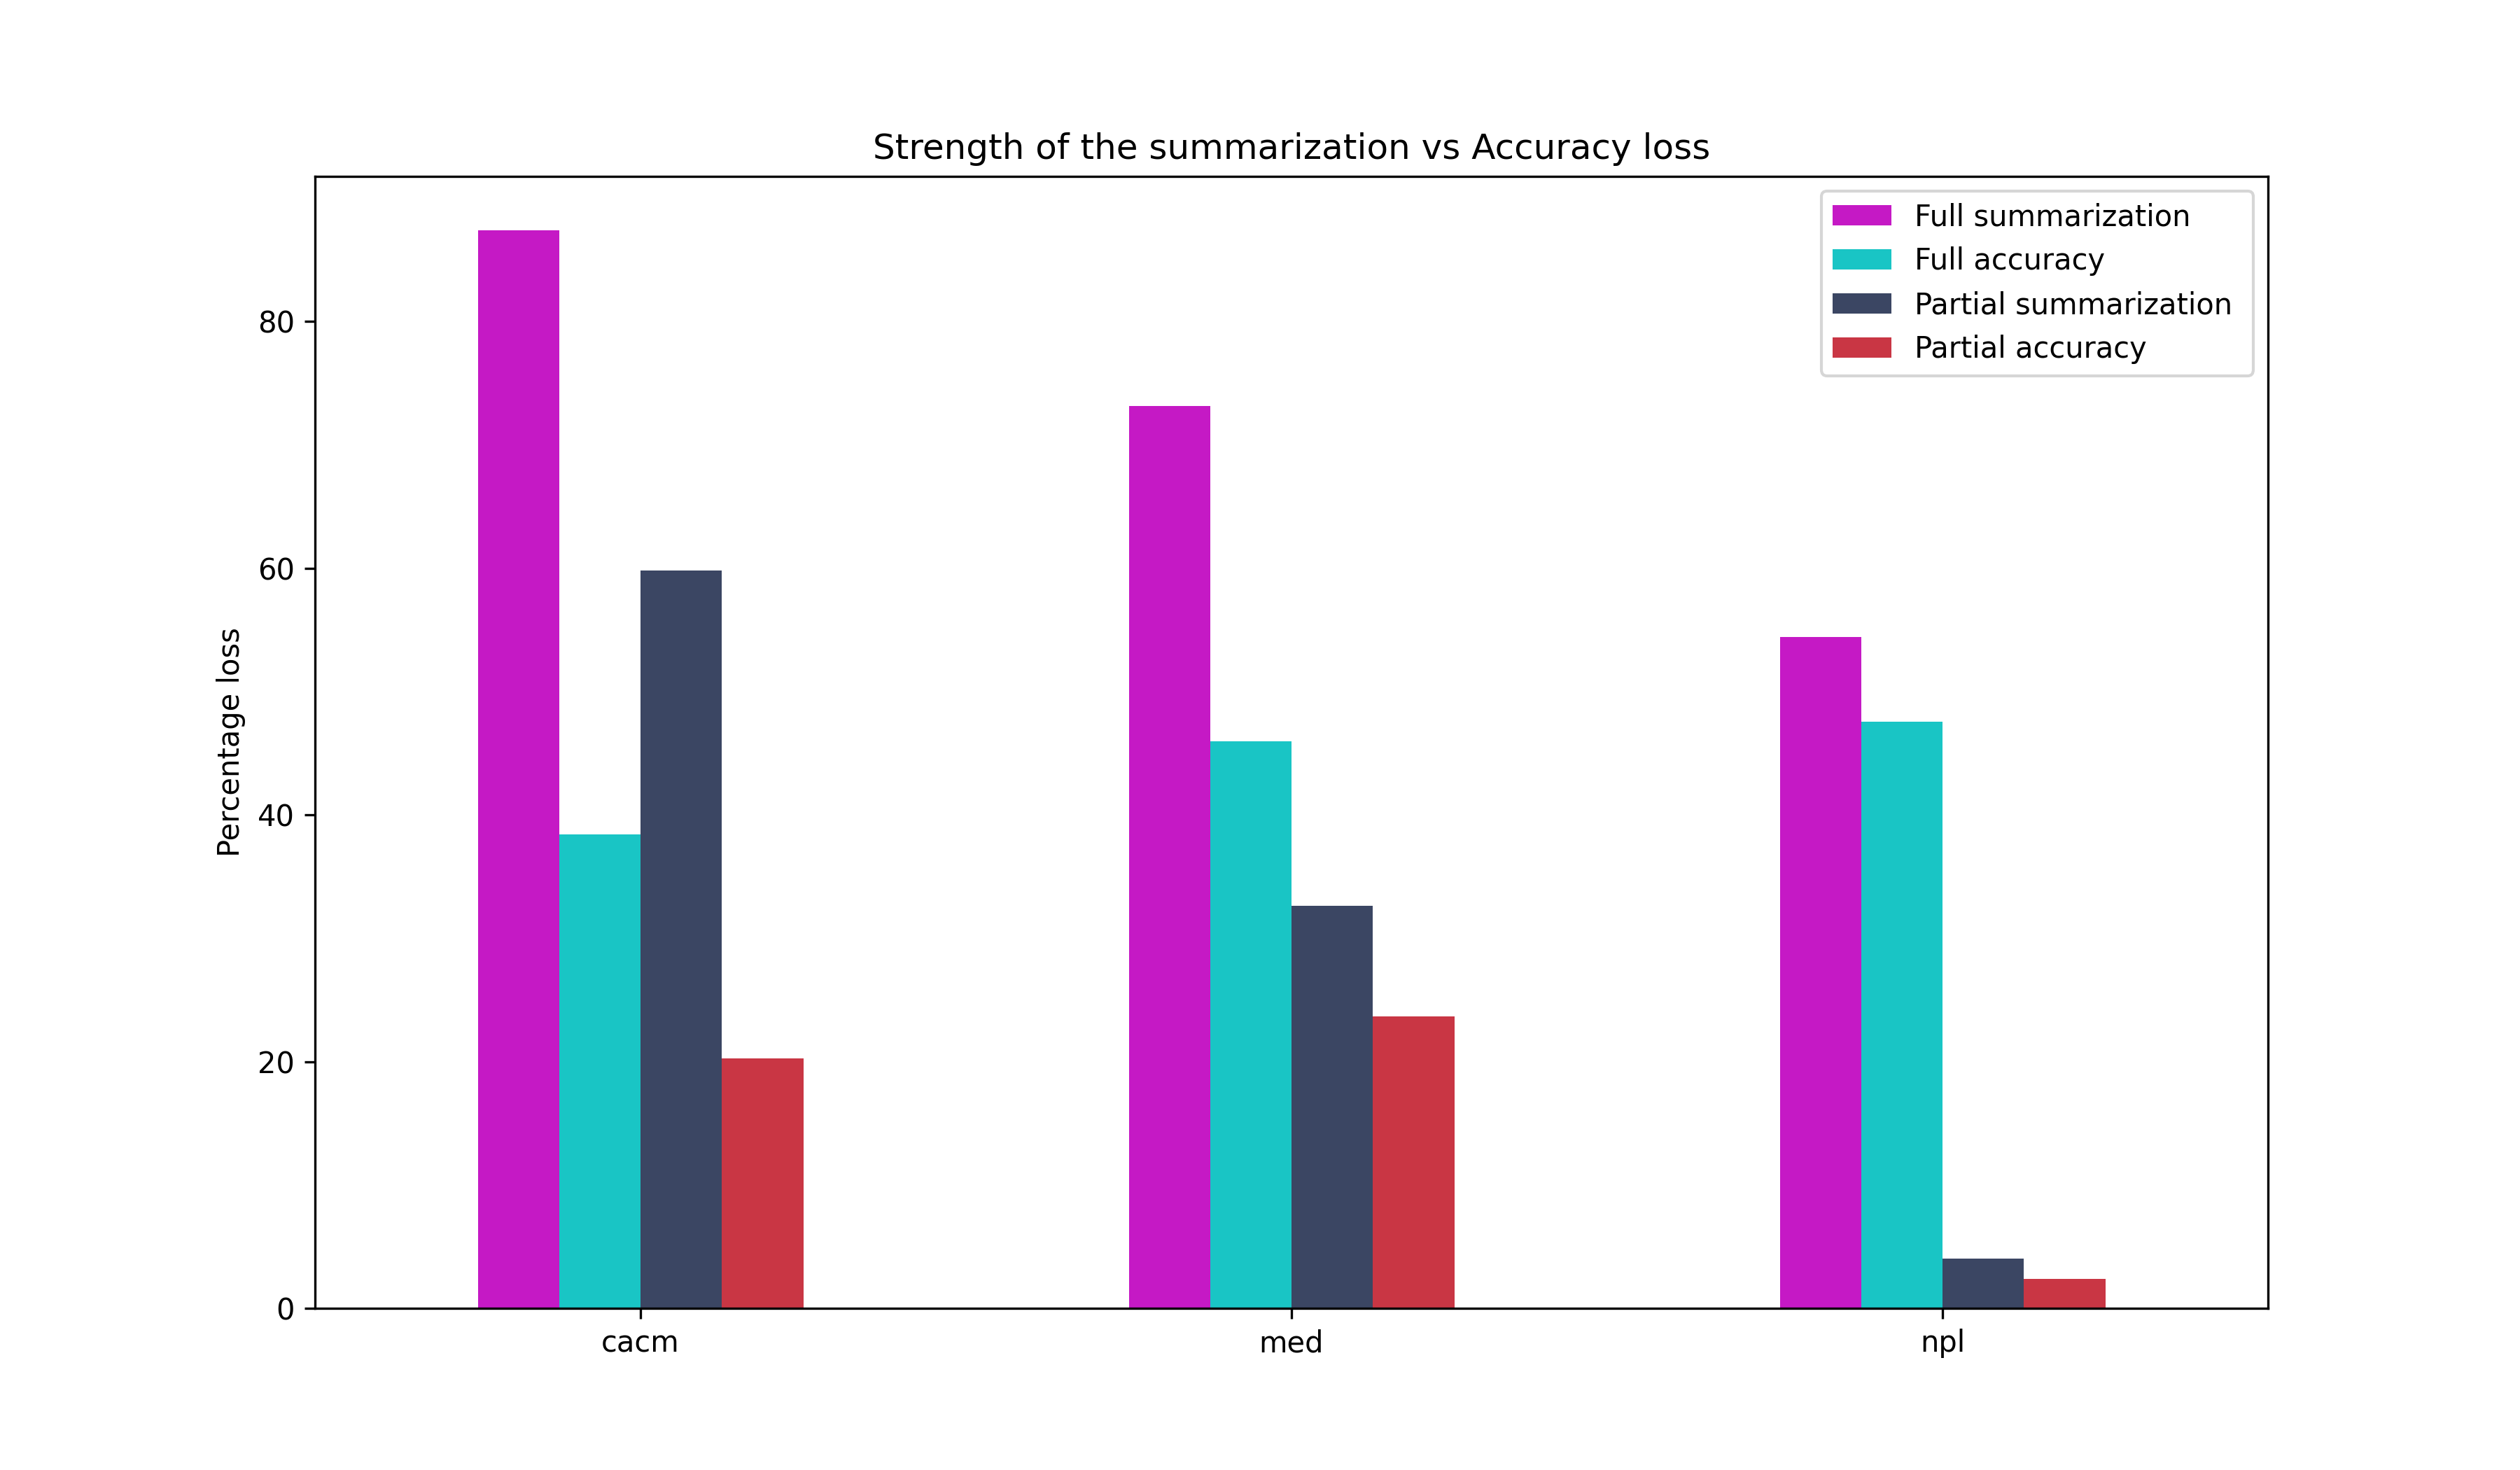 Strength of the summarization vs Accuracy loss
Full summarization
Full accuracy
Partial summarization
Partial accuracy
Percentage loss
80
60
40
20
0
cacm
med
npl